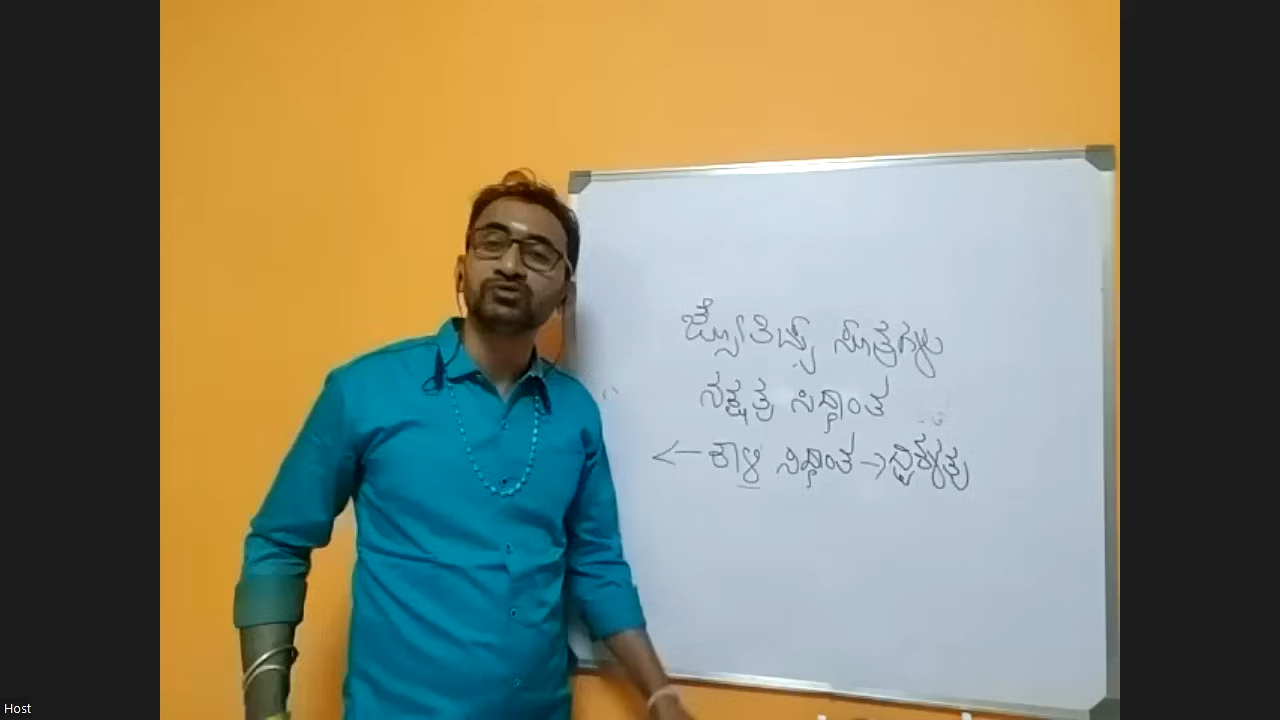 ಜ್ಯೋತಿಷ್ಯ ಸೂತ್ರಗಳು
ನಕ್ಷತ್ರ ಸಿದ್ಧಾಂತ
←ಕಾಳಿ ಸಿದ್ಧಾಂತ→
Host